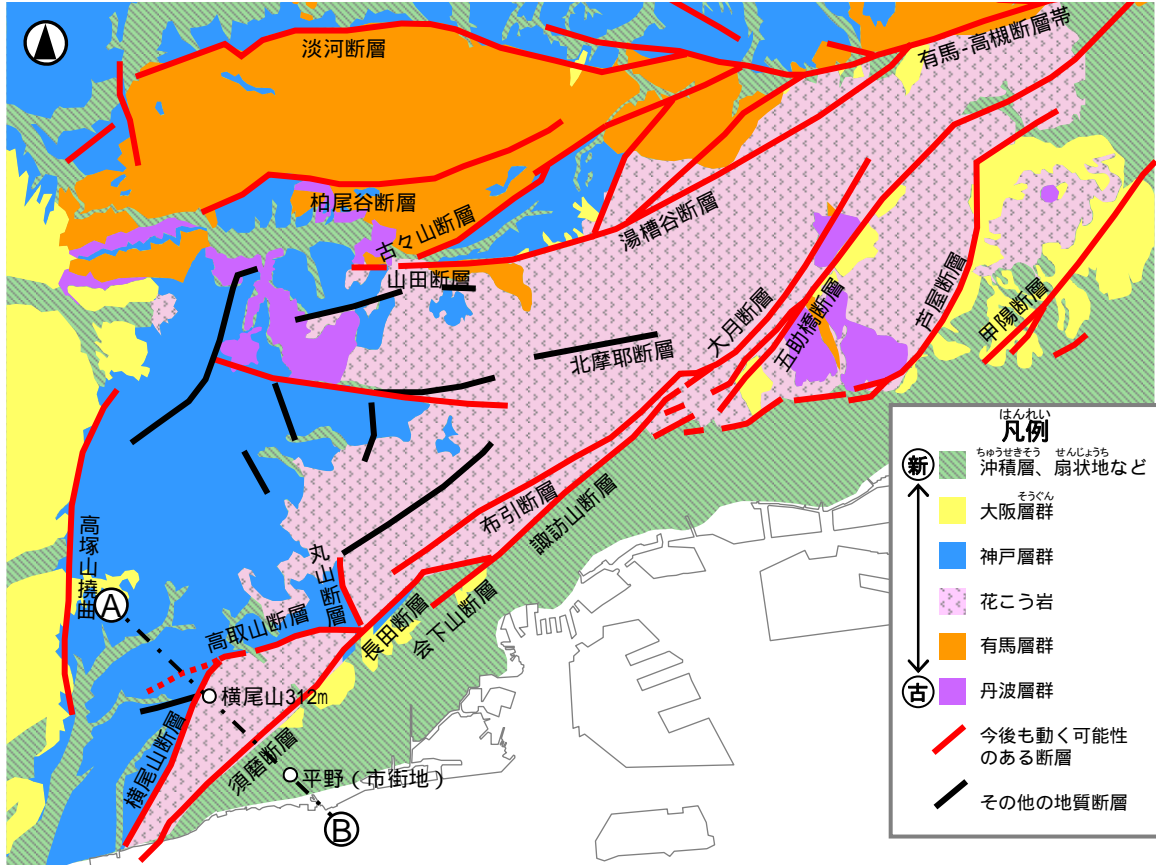 淡河断層
有馬-高槻断層帯
柏尾谷断層
古々山断層
湯槽谷断層
山田断層
北摩耶断層
大月断層
五助橋断層
芦屋断層
甲陽断層
高塚山撓曲
A
丸山断層
布引断層
諏訪山断層
高取山断層
長田断層
会下山断層
横尾山312m
横尾山断層
須磨断層
平野(市街地)
B
はんれい
凡例
新
ちゅうせきそう せんじょうち
沖積層、扇状地など
そうぐん
大阪層群
神戸層群
花こう岩
有馬層群
古
丹波層群
今後も動く可能性
のある断層
その他の地質断層